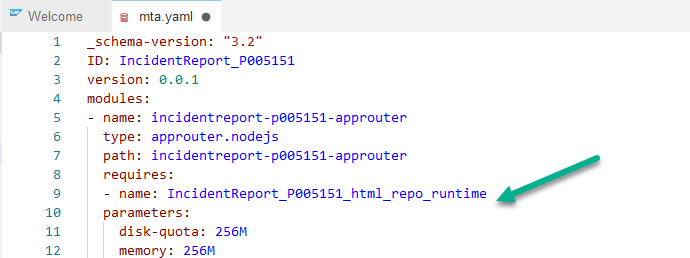 Welcome
mta.yaml
1 _schema-version: "3.2"
2 ID: IncidentReport_P005151
3 version: 0.0.1
4 modules:
5 - name: incidentreport-p005151-approuter
6 type: approuter.nodejs
7 path: incidentreport-p005151-approuter
8 requires:
9 - name: IncidentReport_P005151_html_repo_runtime
10 parameters:
11 disk-quota: 256M
12 memory: 256M